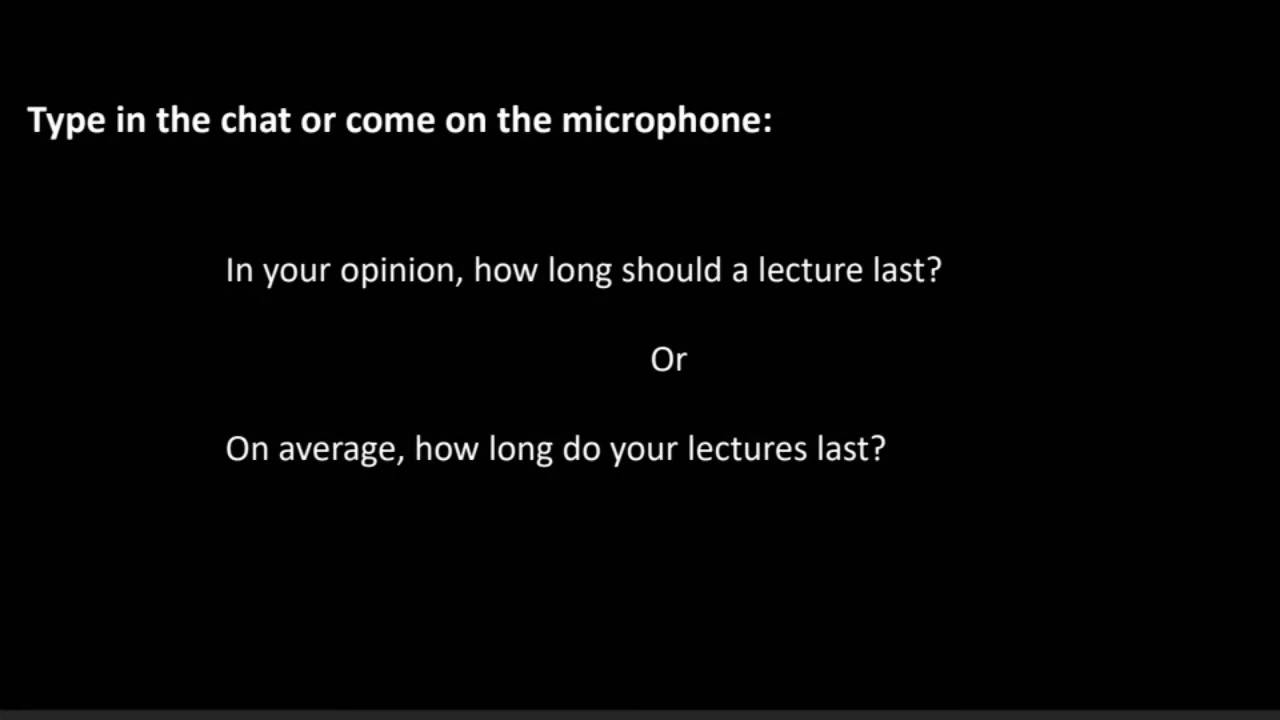 Type in the chat or come on the microphone:
In your opinion, how long should a lecture last?
Or
On average, how long do your lectures last?